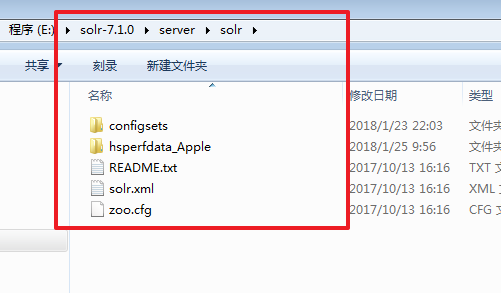 程序 (E:) ▸ solr-7.1.0 ▸ server ▸ solr ▸
共享 刻录 新建文件夹
名称 修改日期 类型
configsets 2018/1/23 22:03 文件夹
hsperfdata_Apple 2018/1/25 9:56 文件夹
README.txt 2017/10/13 16:16 TXT 文
solr.xml 2017/10/13 16:16 XML 文
zoo.cfg 2017/10/13 16:16 CFG 文